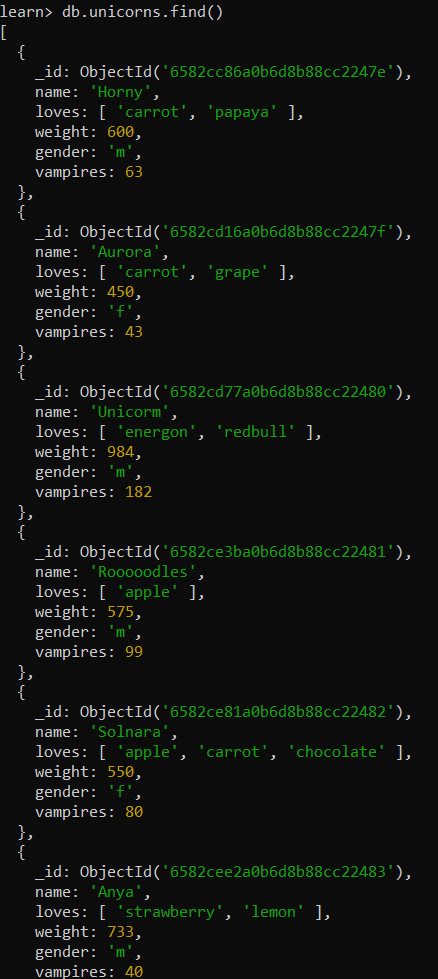 learn> db.unicorns.find()
[
  {
    _id: ObjectId('6582cc86a0b6d8b88cc2247e'),
    name: 'Horny',
    loves: [ 'carrot', 'papaya' ],
    weight: 600,
    gender: 'm',
    vampires: 63
  },
  {
    _id: ObjectId('6582cd16a0b6d8b88cc2247f'),
    name: 'Aurora',
    loves: [ 'carrot', 'grape' ],
    weight: 450,
    gender: 'f',
    vampires: 43
  },
  {
    _id: ObjectId('6582cd77a0b6d8b88cc22480'),
    name: 'Unicorm',
    loves: [ 'energon', 'redbull' ],
    weight: 984,
    gender: 'm',
    vampires: 182
  },
  {
    _id: ObjectId('6582ce3ba0b6d8b88cc22481'),
    name: 'Rooooodles',
    loves: [ 'apple' ],
    weight: 575,
    gender: 'm',
    vampires: 99
  },
  {
    _id: ObjectId('6582ce81a0b6d8b88cc22482'),
    name: 'Solnara',
    loves: [ 'apple', 'carrot', 'chocolate' ],
    weight: 550,
    gender: 'f',
    vampires: 80
  },
  {
    _id: ObjectId('6582cee2a0b6d8b88cc22483'),
    name: 'Anya',
    loves: [ 'strawberry', 'lemon' ],
    weight: 733,
    gender: 'm',
    vampires: 40